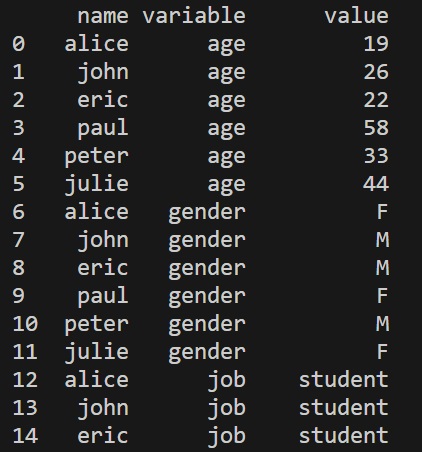 name variable value
0 alice age 19
1 john age 26
2 eric age 22
3 paul age 58
4 peter age 33
5 julie age 44
6 alice gender F
7 john gender M
8 eric gender M
9 paul gender F
10 peter gender M
11 julie gender F
12 alice job student
13 john job student
14 eric job student